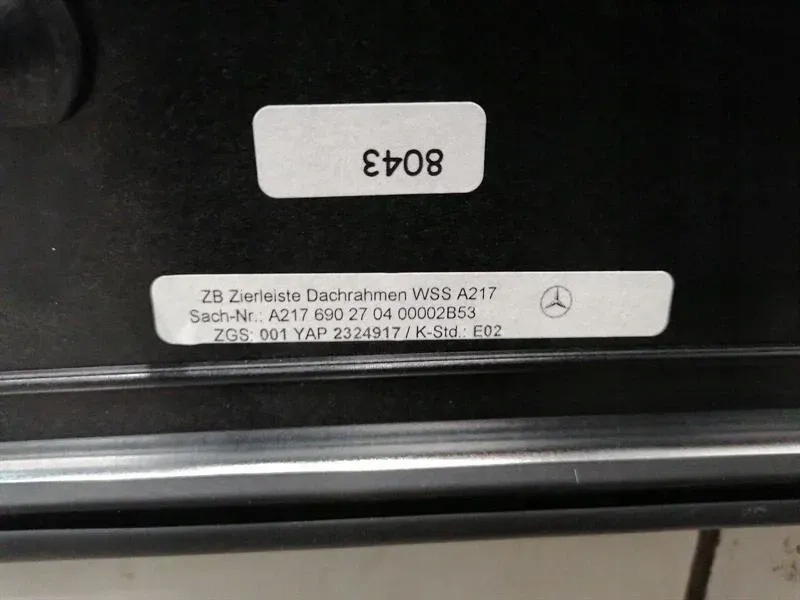 8043
ZB Zierleiste Dachrahmen WSS A217
Sach-Nr.: A217 690 27 04 00002B53
ZGS: 001 YAP 2324917 / K-Std.: E02